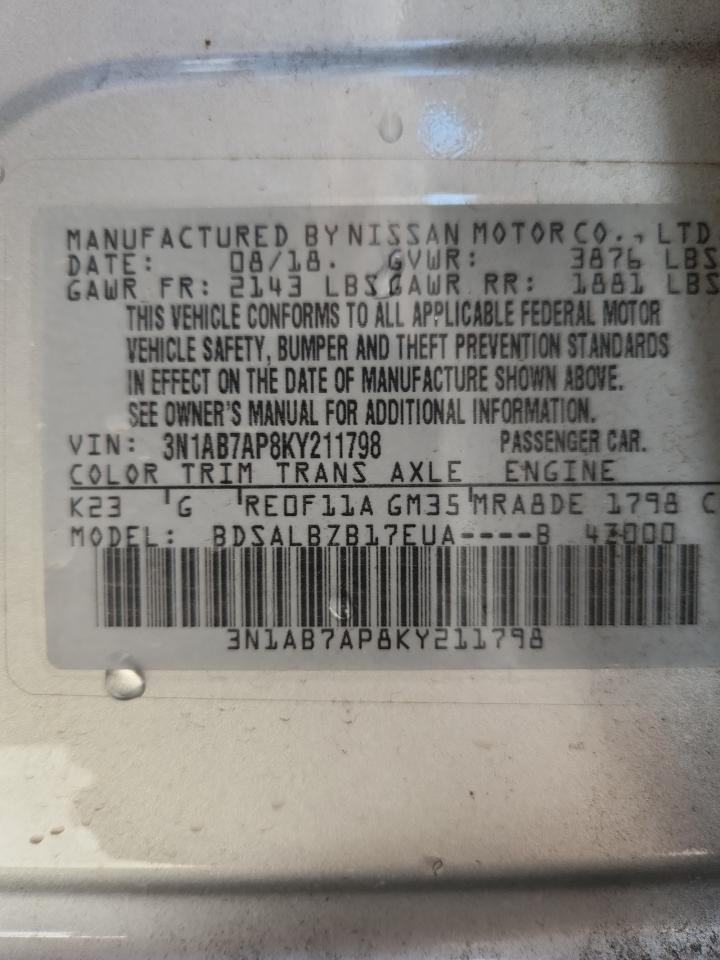 MANUFACTURED BY NISSAN MOTOR CO., LTD
DATE: 08/18. GVWR: 3876 LBS
GAWR FR: 2143 LBS GAWR RR: 1881 LBS
THIS VEHICLE CONFORMS TO ALL APPLICABLE FEDERAL MOTOR
VEHICLE SAFETY, BUMPER AND THEFT PREVENTION STANDARDS
IN EFFECT ON THE DATE OF MANUFACTURE SHOWN ABOVE.
SEE OWNER'S MANUAL FOR ADDITIONAL INFORMATION.
VIN: 3N1AB7AP8KY211798 PASSENGER CAR.
COLOR TRIM TRANS AXLE ENGINE
K23 G RE0F11A GM35 MRA8DE 1798 C
MODEL: BDSALBZB17EUA----B
3N1AB7AP8KY211798